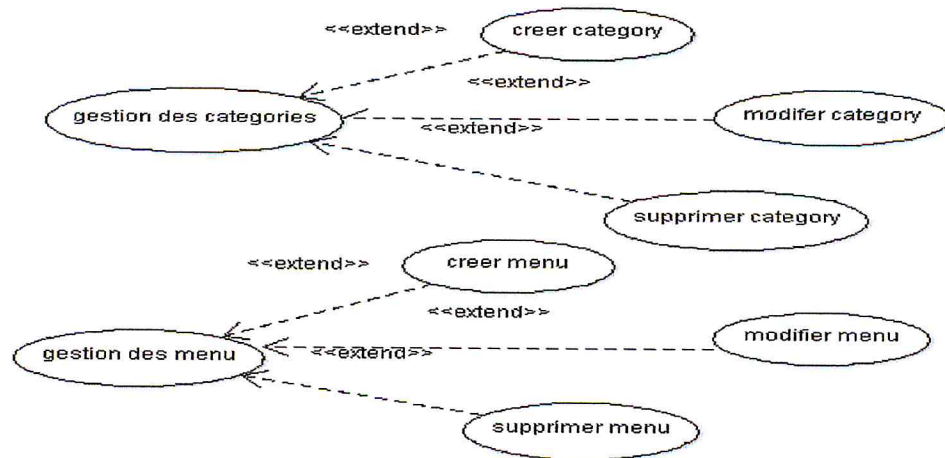 <<extend>>
creer category
<<extend>>
gestion des categories
modifer category
<<extend>>
supprimer category
<<extend>>
creer menu
<<extend>>
modifier menu
gestion des menu
<<extend>>
supprimer menu